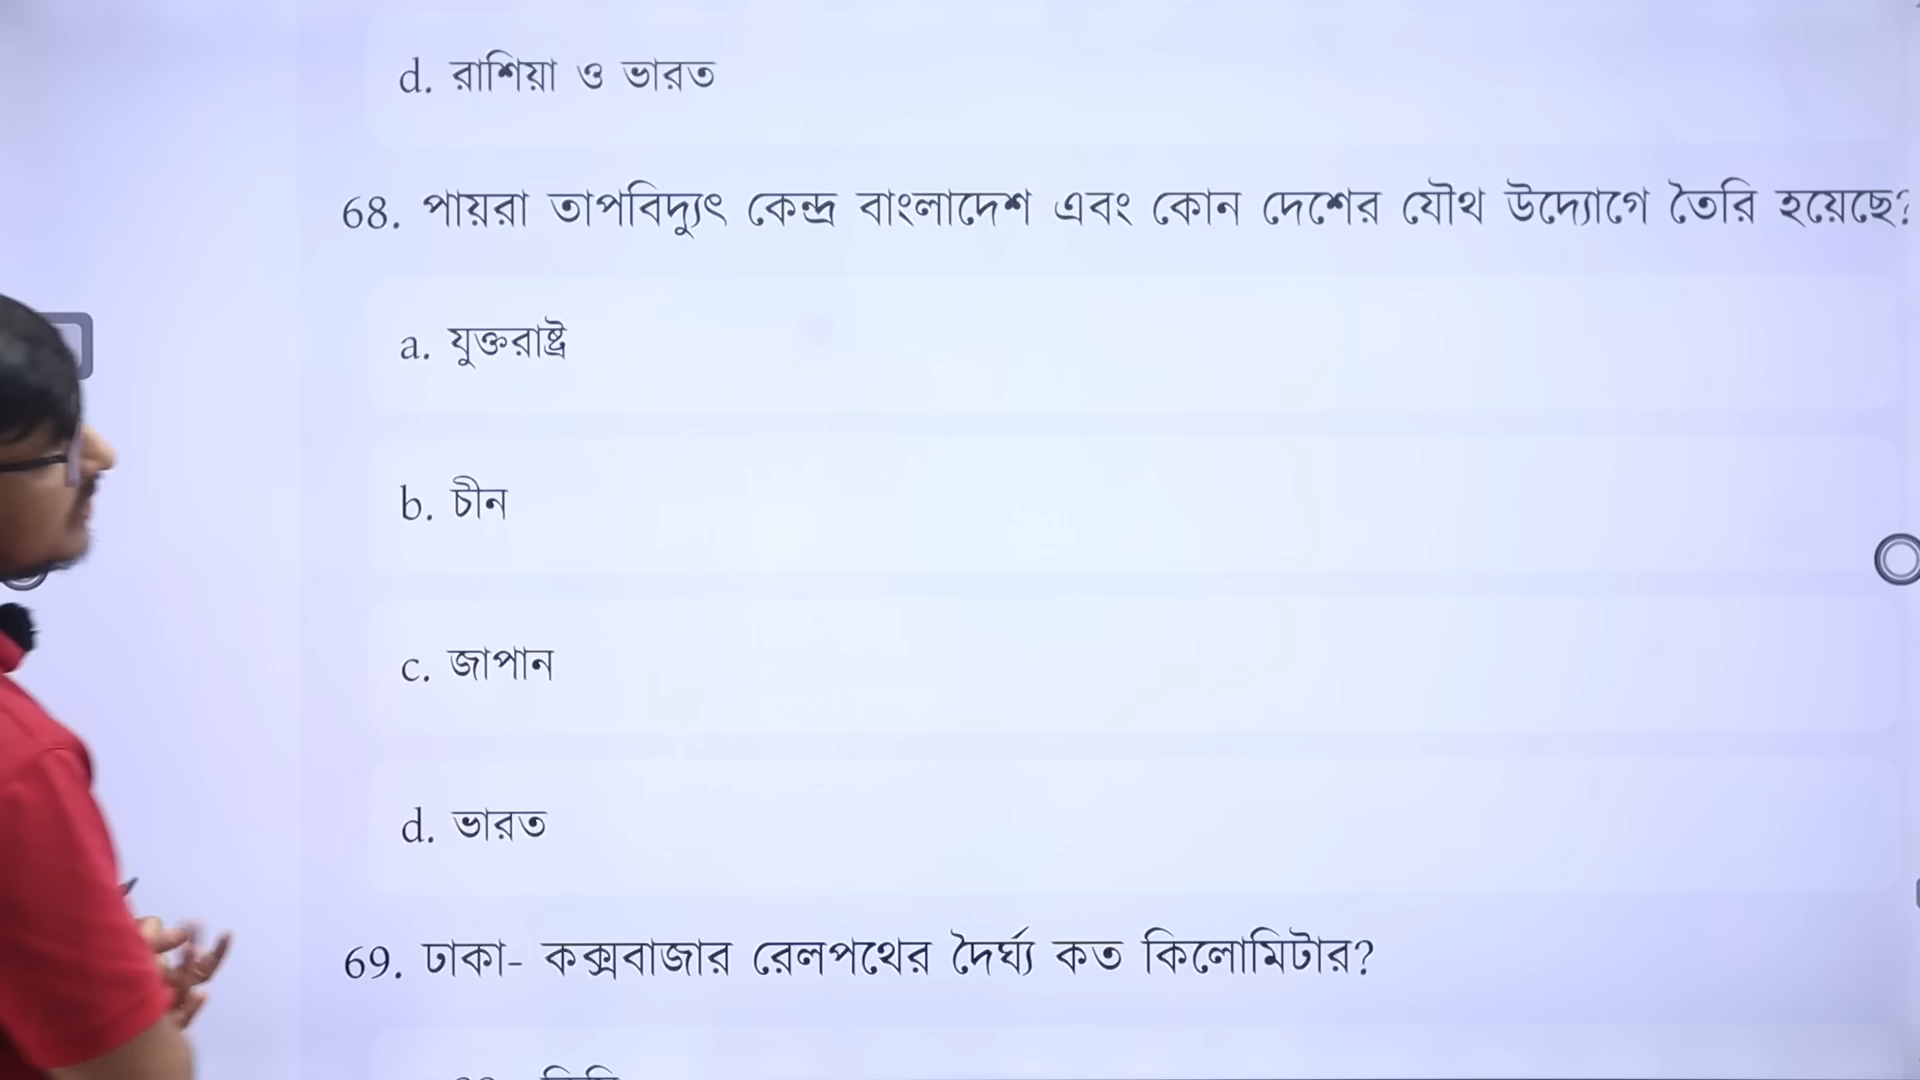 d. রাশিয়া ও ভারত
68. পায়রা তাপবিদ্যুৎ কেন্দ্র বাংলাদেশ এবং কোন দেশের যৌথ উদ্যোগে তৈরি হয়েছে?
a. যুক্তরাষ্ট্র
b. চীন
c. জাপান
d. ভারত
69. ঢাকা- কক্সবাজার রেলপথের দৈর্ঘ্য কত কিলোমিটার?